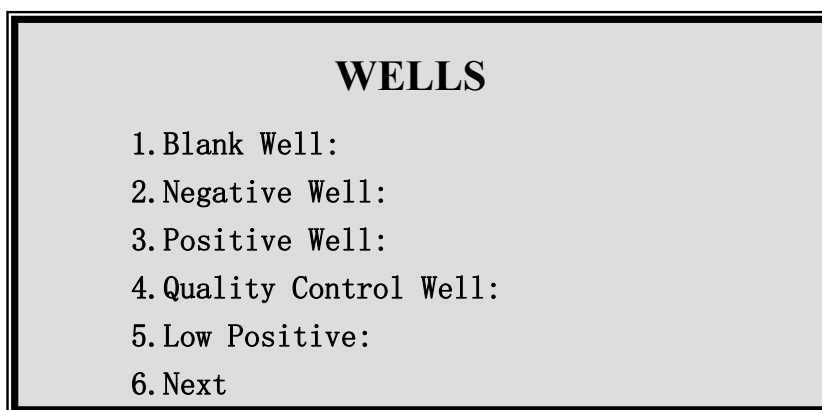 WELLS
1.Blank Well:
2.Negative Well:
3.Positive Well:
4.Quality Control Well:
5.Low Positive:
6.Next